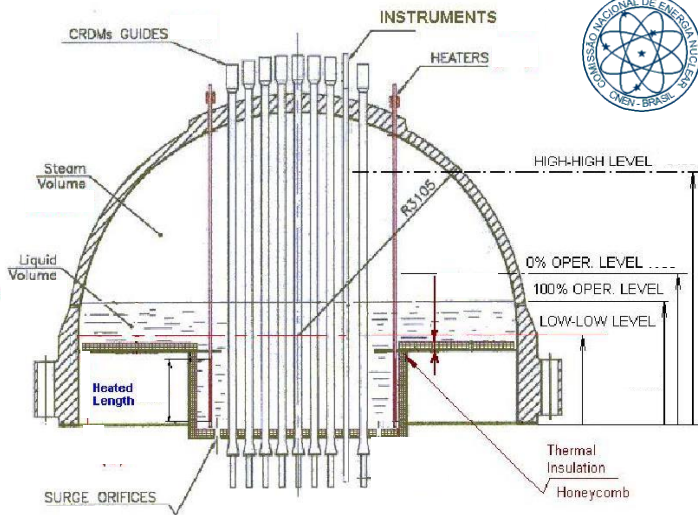 INSTRUMENTS
CRDMs GUIDES
HEATERS
COMISSÃO NACIONAL DE ENERGIA NUCLEAR
CNEN - BRASIL
HIGH-HIGH LEVEL
Steam
Volume
R3105
Liquid
Volume
0% OPER. LEVEL
100% OPER. LEVEL
LOW-LOW LEVEL
Heated
Length
Thermal
Insulation
Honeycomb
SURGE ORIFICES